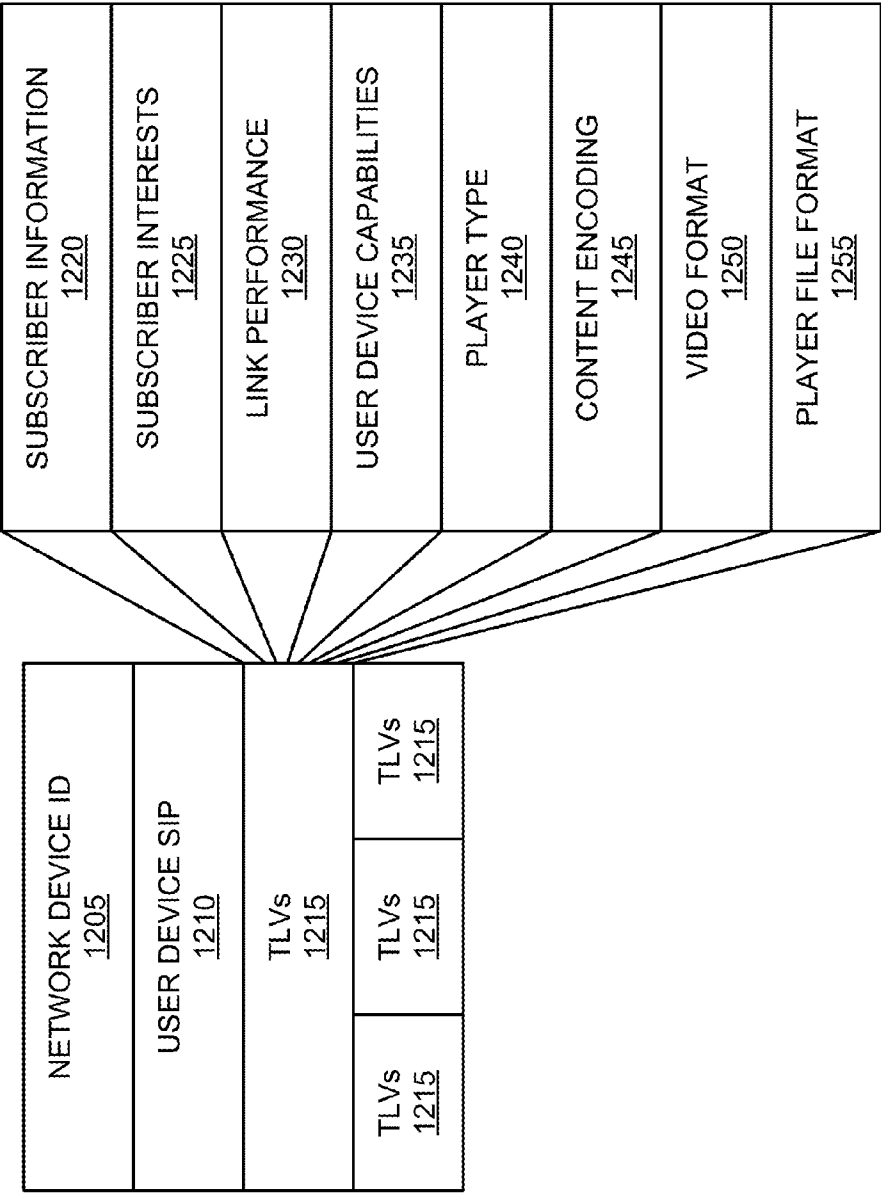 NETWORK DEVICE ID
1205
USER DEVICE SIP
1210
TLVs
1215
TLVs
1215
TLVs
1215
TLVs
1215
SUBSCRIBER INFORMATION
1220
SUBSCRIBER INTERESTS
1225
LINK PERFORMANCE
1230
USER DEVICE CAPABILITIES
1235
PLAYER TYPE
1240
CONTENT ENCODING
1245
VIDEO FORMAT
1250
PLAYER FILE FORMAT
1255